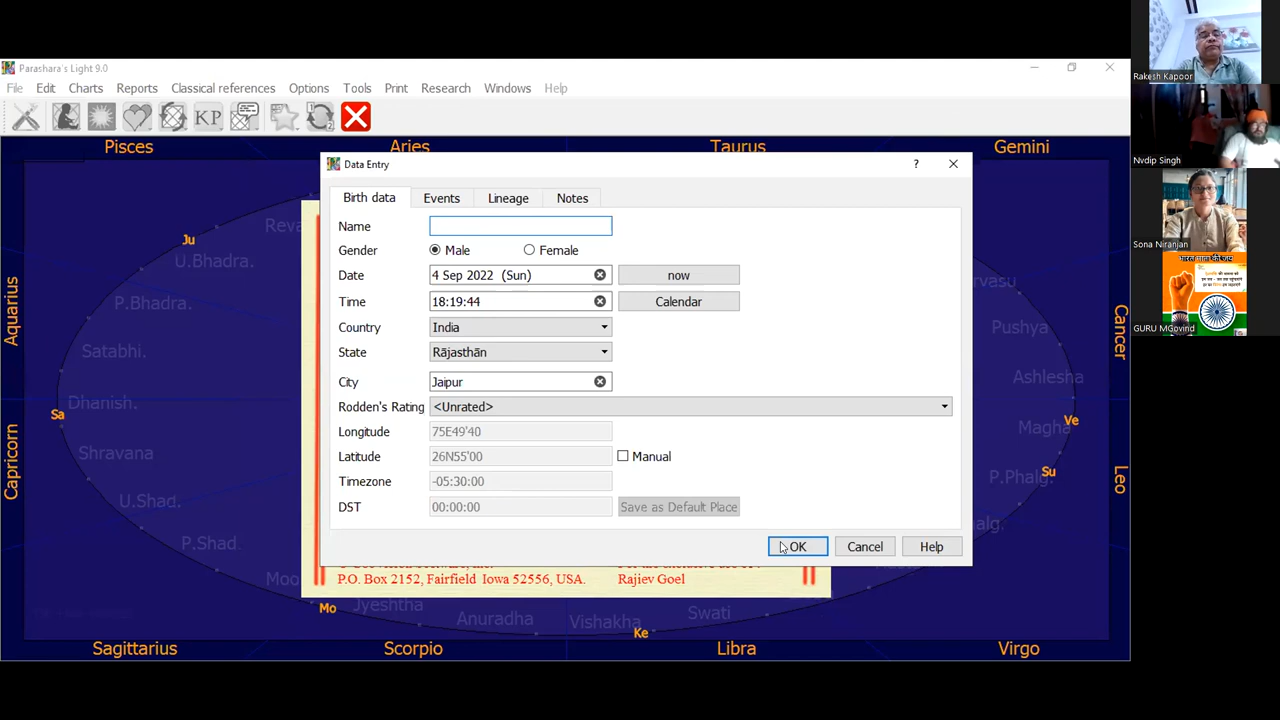 Parashara's Light 9.0
File Edit Charts Reports Classical references Options Tools Print Research Windows Help
KP
Pisces Aries Taurus Gemini
Data Entry
?
Birth data Events Lineage Notes
Name
Gender Male Female
Date 4 Sep 2022 (Sun) now
Time 18:19:44 Calendar
Country India
State Rājasthān
City Jaipur
Rodden's Rating <Unrated>
Longitude 75E49'40
Latitude 26N55'00 Manual
Timezone -05:30:00
DST 00:00:00 Save as Default Place
OK Cancel Help
P.O. Box 2152, Fairfield Iowa 52556, USA. Rajiev Goel
Aquarius
Capricorn
Cancer
Leo
Reva
Ju
U.Bhadra.
P.Bhadra.
Satabhi.
Dhanish.
Sa
Shravana
U.Shad.
P.Shad.
Moo
Mo
Jyeshtha
Anuradha
Vishakha
Ke
Swati
Pushya
Ashlesha
Ve
Magha
Su
P.Phalg.
Sagittarius Scorpio Libra Virgo
Rakesh Kapoor
Nvdip Singh
Sona Niranjan
GURU MGovind